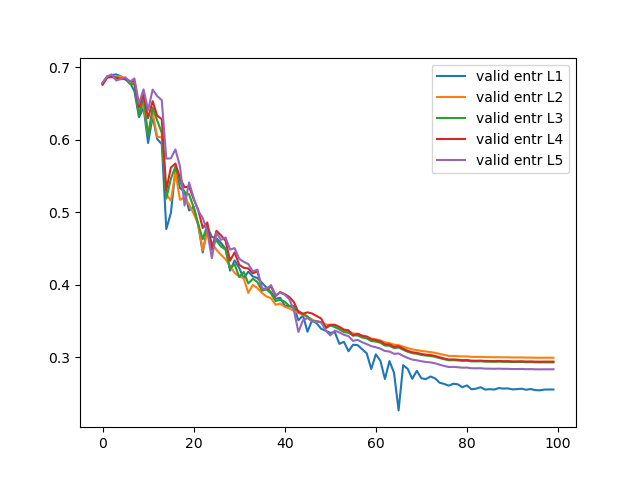 0.7
0.6
0.5
0.4
0.3
0
20
40
60
80
100
valid entr L1
valid entr L2
valid entr L3
valid entr L4
valid entr L5